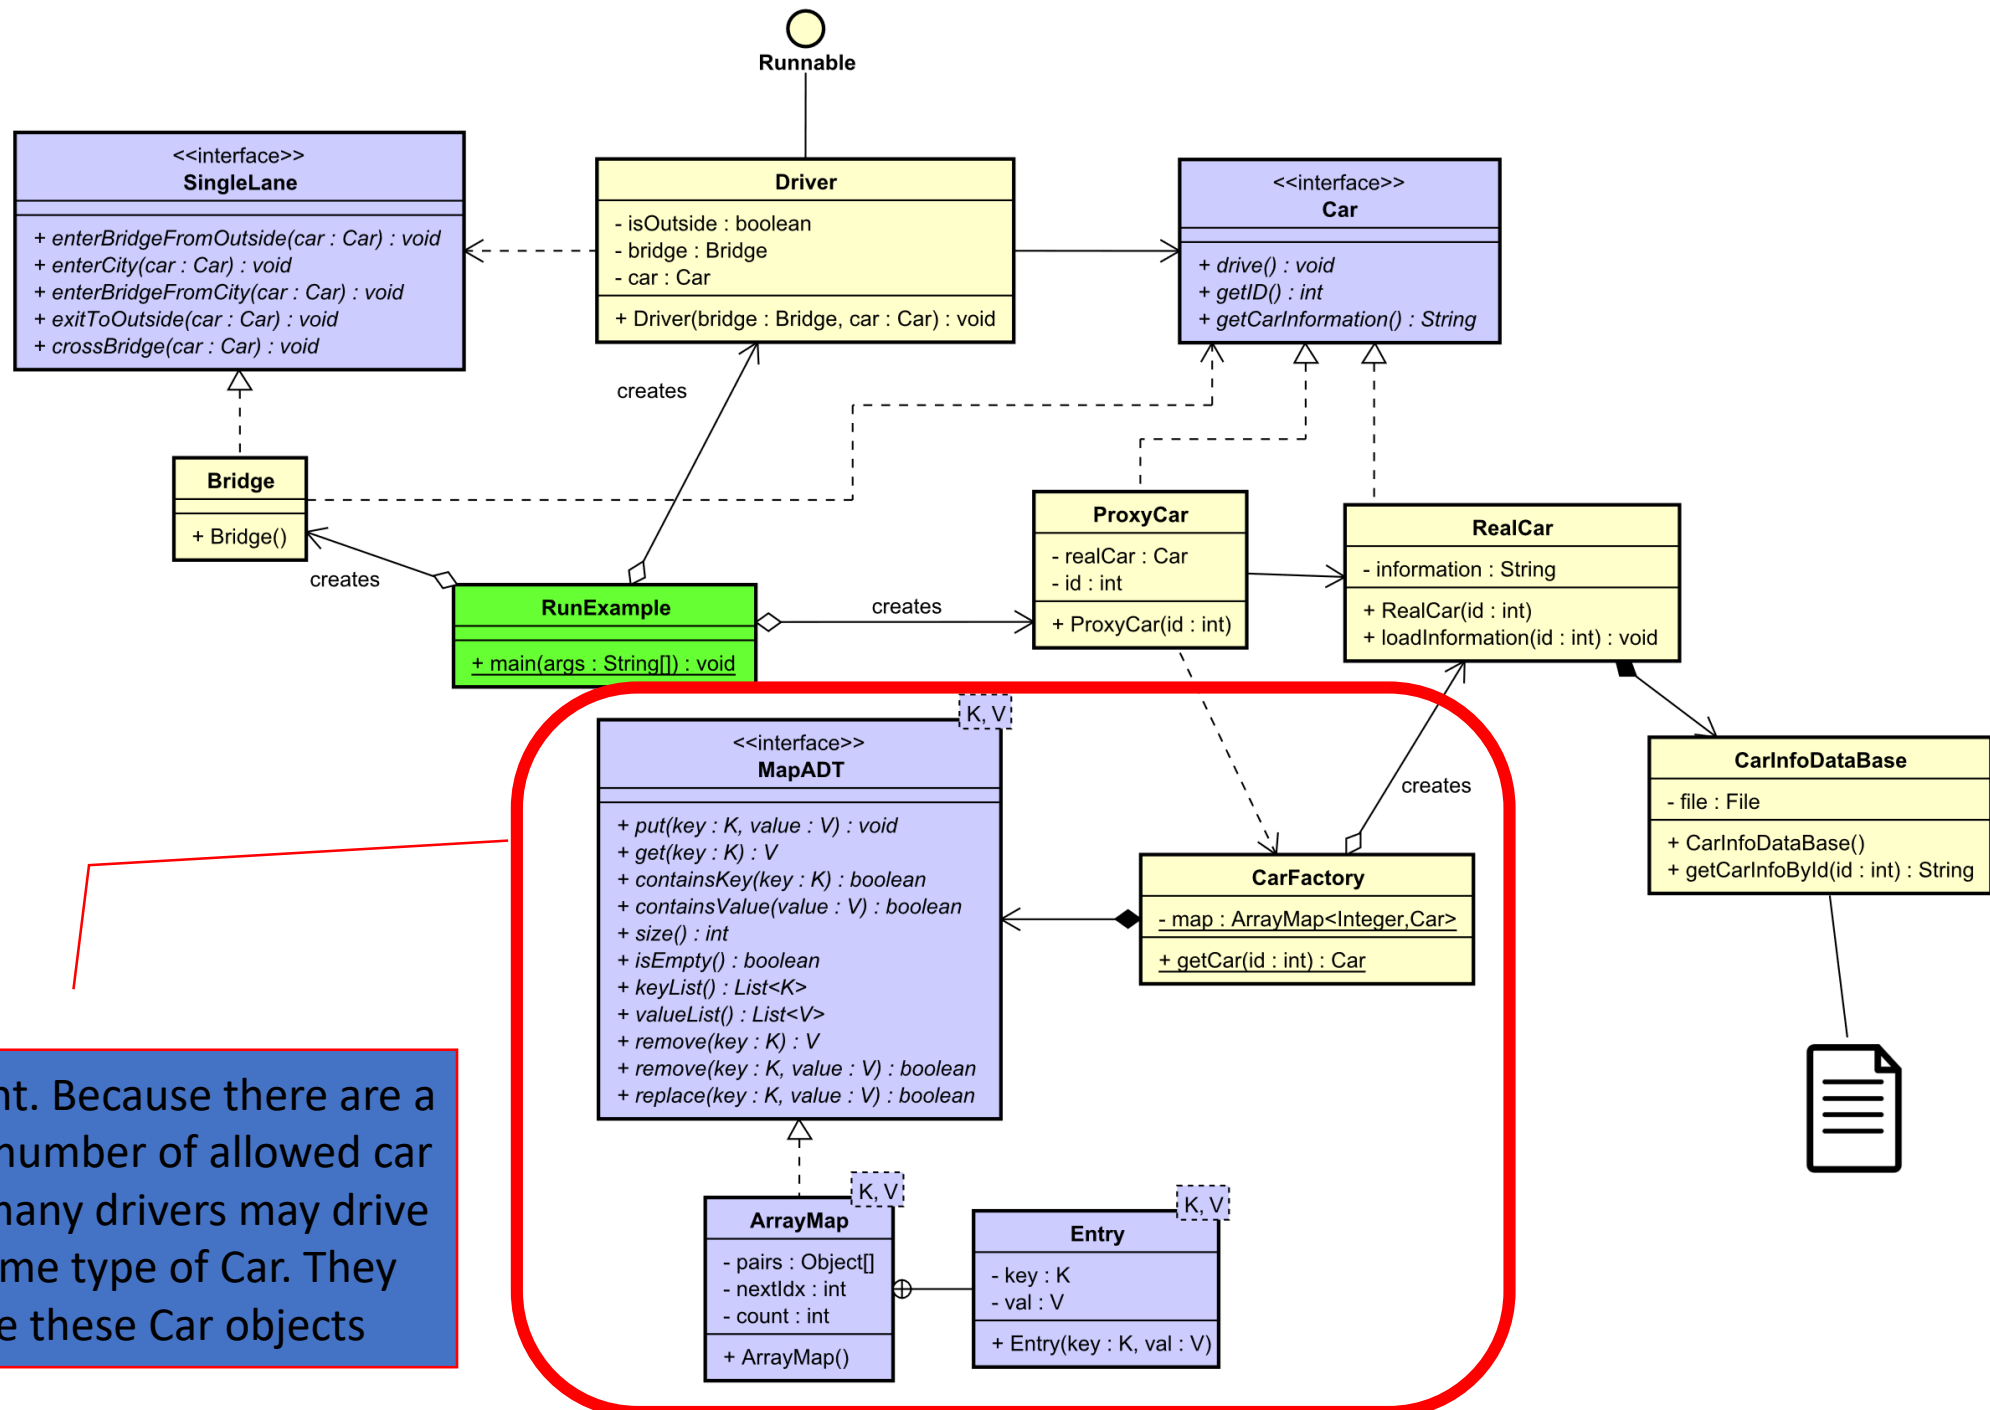 Runnable
<<interface>>
SingleLane
+ enterBridgeFromOutside(car : Car) : void
+ enterCity(car : Car) : void
+ enterBridgeFromCity(car : Car) : void
+ exitToOutside(car : Car) : void
+ crossBridge(car : Car) : void
Driver
- isOutside : boolean
- bridge : Bridge
- car : Car
+ Driver(bridge : Bridge, car : Car) : void
<<interface>>
Car
+ drive() : void
+ getID() : int
+ getCarInformation() : String
creates
Bridge
+ Bridge()
creates
RunExample
+ main(args : String[]) : void
creates
ProxyCar
- realCar : Car
- id : int
+ ProxyCar(id : int)
RealCar
- information : String
+ RealCar(id : int)
+ loadInformation(id : int) : void
K, V
<<interface>>
MapADT
+ put(key : K, value : V) : void
+ get(key : K) : V
+ containsKey(key : K) : boolean
+ containsValue(value : V) : boolean
+ size() : int
+ isEmpty() : boolean
+ keyList() : List<K>
+ valueList() : List<V>
+ remove(key : K) : V
+ remove(key : K, value : V) : boolean
+ replace(key : K, value : V) : boolean
creates
CarFactory
- map : ArrayMap<Integer,Car>
+ getCar(id : int) : Car
CarInfoDataBase
- file : File
+ CarInfoDataBase()
+ getCarInfoById(id : int) : String
K, V
ArrayMap
- pairs : Object[]
- nextIdx : int
- count : int
+ ArrayMap()
K, V
Entry
- key : K
- val : V
+ Entry(key : K, val : V)
nt. Because there are a
number of allowed car
many drivers may drive
me type of Car. They
e these Car objects